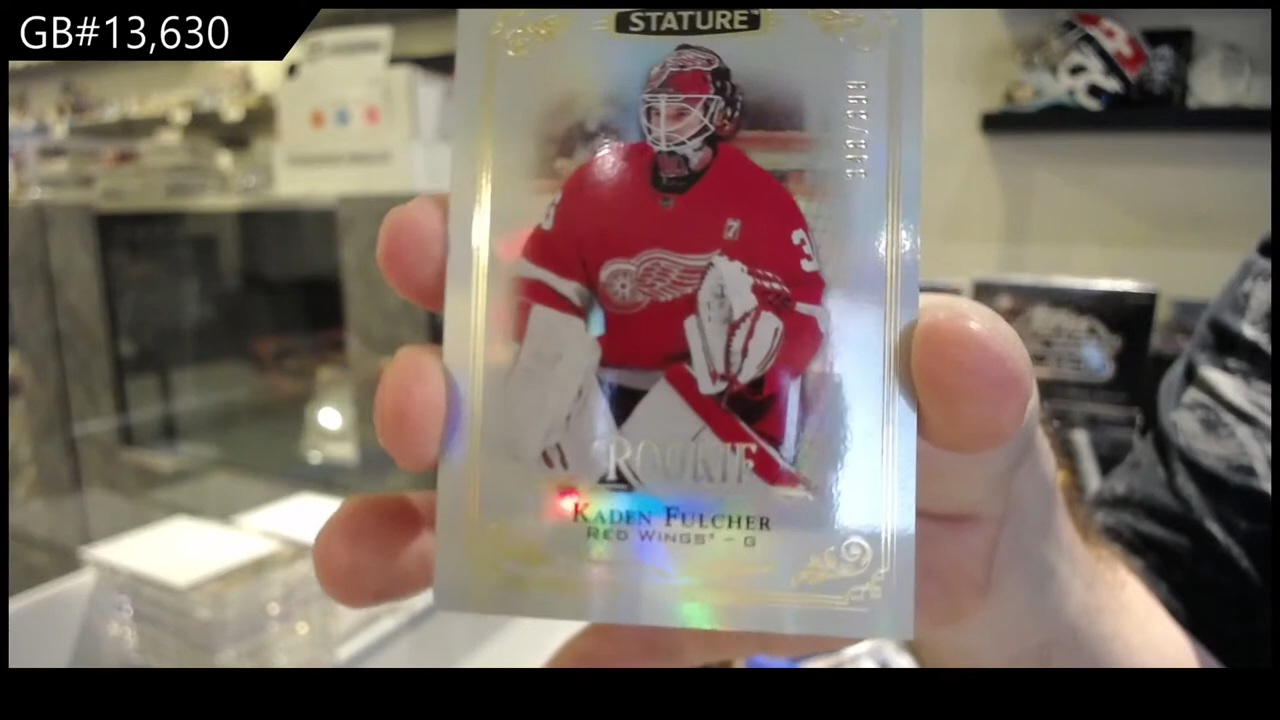 GB#13,630
STATURE
ROOKIE
KADEN FULCHER
RED WINGS - G